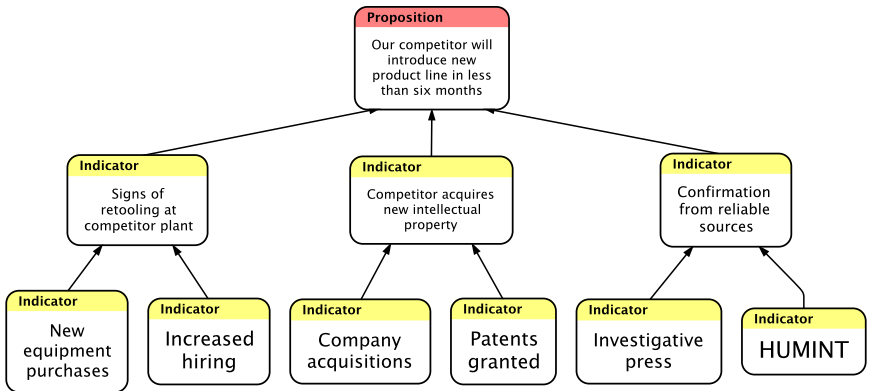 Proposition
Our competitor will
introduce new
product line in less
than six months
Indicator
Signs of
retooling at
competitor plant
Indicator
Competitor acquires
new intellectual
property
Indicator
Confirmation
from reliable
sources
Indicator
New
equipment
purchases
Indicator
Increased
hiring
Indicator
Company
acquisitions
Indicator
Patents
granted
Indicator
Investigative
press
Indicator
HUMINT